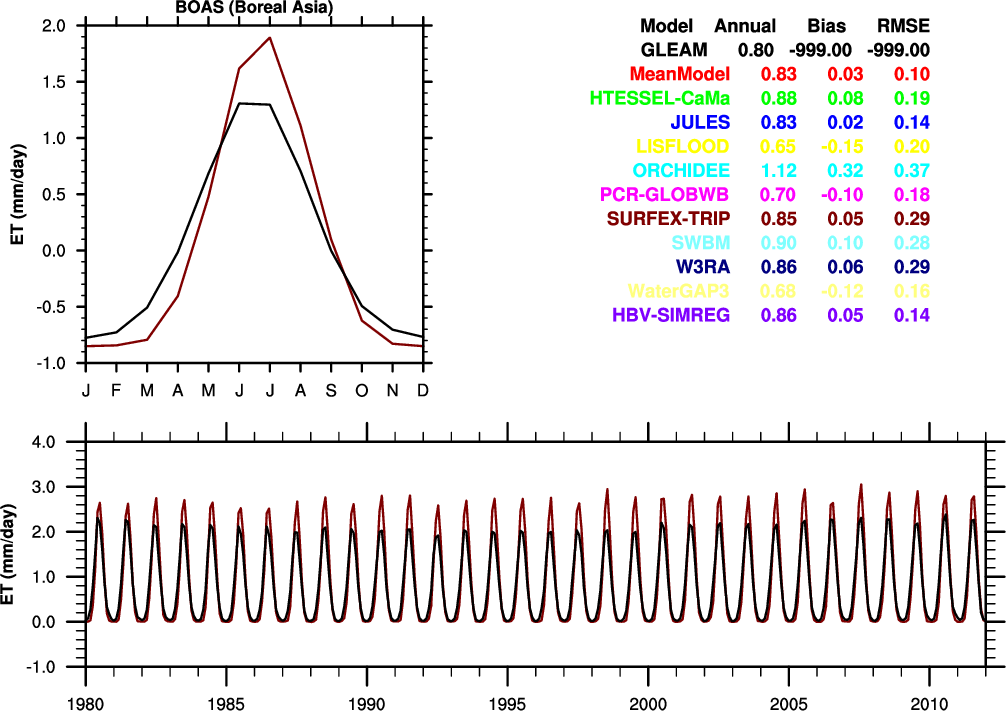 BOAS (Boreal Asia)
2.0
1.5
1.0
0.5
0.0
-0.5
-1.0
ET (mm/day)
J F M A M J J A S O N D
Model Annual Bias RMSE
GLEAM 0.80 -999.00 -999.00
MeanModel 0.83 0.03 0.10
HTESSEL-CaMa 0.88 0.08 0.19
JULES 0.83 0.02 0.14
LISFLOOD 0.65 -0.15 0.20
ORCHIDEE 1.12 0.32 0.37
PCR-GLOBWB 0.70 -0.10 0.18
SURFEX-TRIP 0.85 0.05 0.29
SWBM 0.90 0.10 0.28
W3RA 0.86 0.06 0.29
WaterGAP3 0.68 -0.12 0.16
HBV-SIMREG 0.86 0.05 0.14
4.0
3.0
2.0
1.0
0.0
-1.0
ET (mm/day)
1980 1985 1990 1995 2000 2005 2010